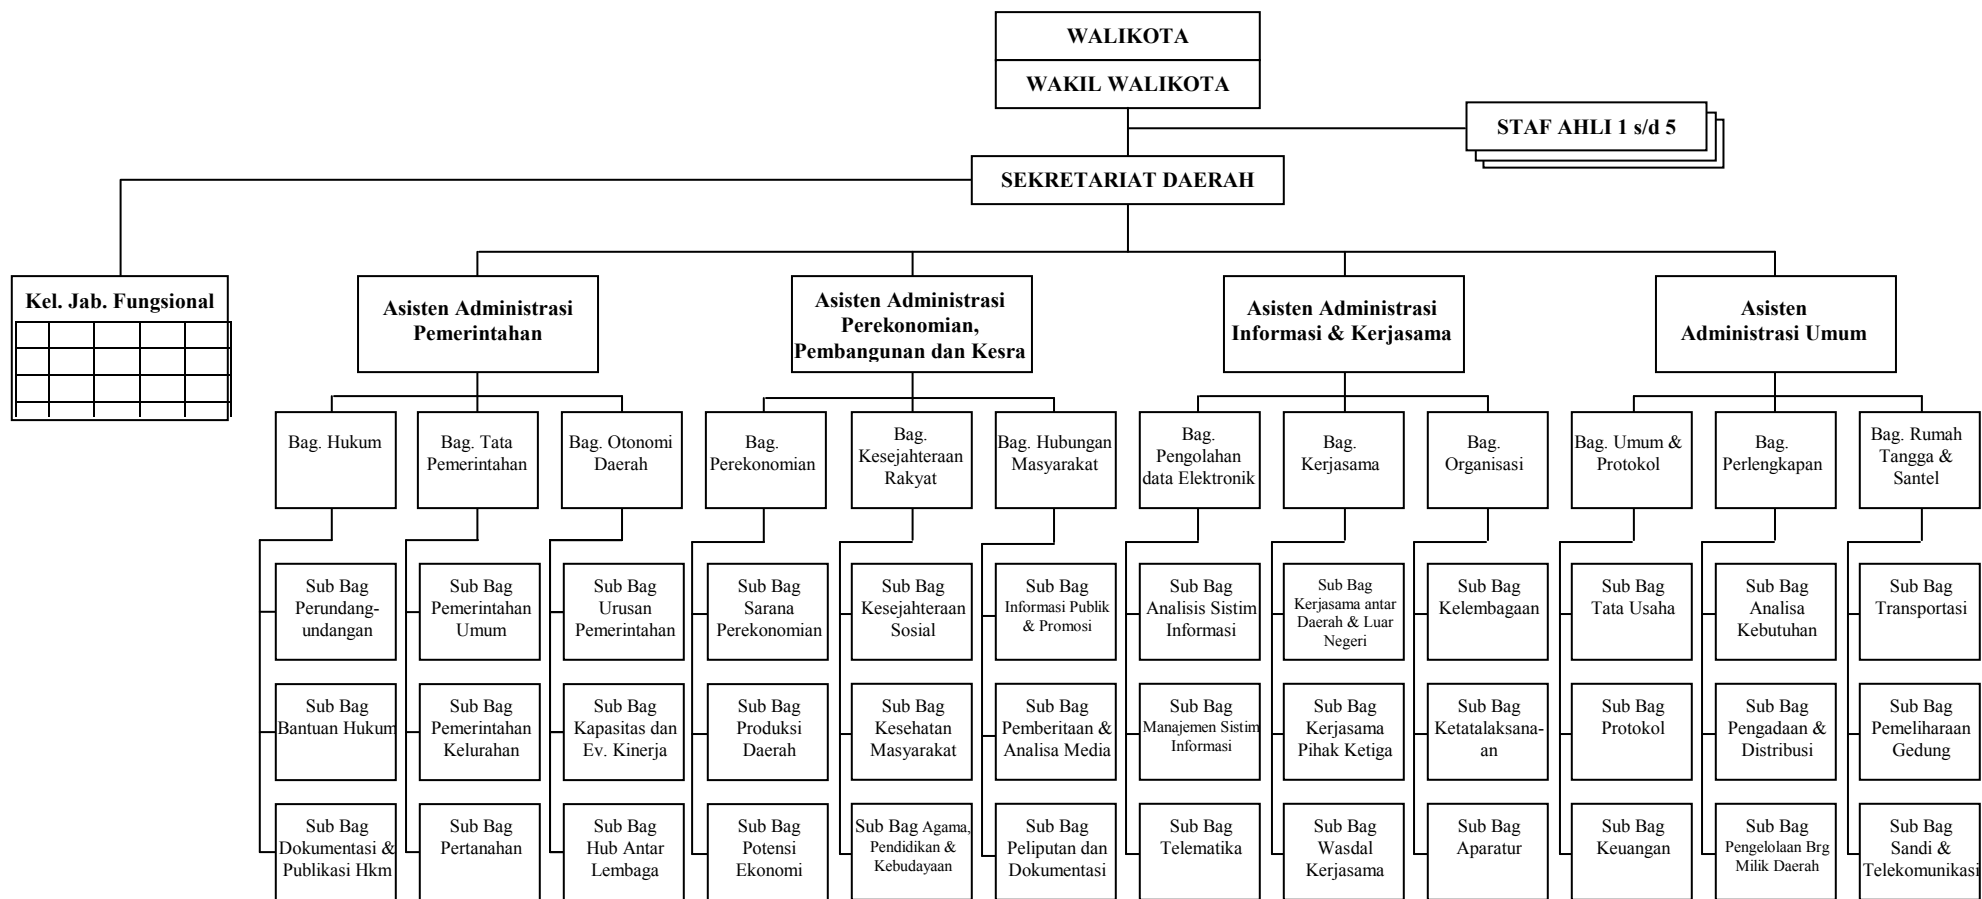 WALIKOTA
WAKIL WALIKOTA
STAF AHLI 1 s/d 5
SEKRETARIAT DAERAH
Kel. Jab. Fungsional
Asisten Administrasi
Pemerintahan
Asisten Administrasi
Perekonomian,
Pembangunan dan Kesra
Asisten Administrasi
Informasi & Kerjasama
Asisten
Administrasi Umum
Bag. Hukum
Bag. Tata
Pemerintahan
Bag. Otonomi
Daerah
Bag.
Perekonomian
Bag.
Kesejahteraan
Rakyat
Bag. Hubungan
Masyarakat
Bag.
Pengolahan
data Elektronik
Bag.
Kerjasama
Bag.
Organisasi
Bag. Umum &
Protokol
Bag.
Perlengkapan
Bag. Rumah
Tangga &
Santel
Sub Bag
Perundang-
undangan
Sub Bag
Pemerintahan
Umum
Sub Bag
Urusan
Pemerintahan
Sub Bag
Sarana
Perekonomian
Sub Bag
Kesejahteraan
Sosial
Sub Bag
Informasi Publik
& Promosi
Sub Bag
Analisis Sistim
Informasi
Sub Bag
Kerjasama antar
Daerah & Luar
Negeri
Sub Bag
Kelembagaan
Sub Bag
Tata Usaha
Sub Bag
Analisa
Kebutuhan
Sub Bag
Transportasi
Sub Bag
Bantuan Hukum
Sub Bag
Pemerintahan
Kelurahan
Sub Bag
Kapasitas dan
Ev. Kinerja
Sub Bag
Produksi
Daerah
Sub Bag
Kesehatan
Masyarakat
Sub Bag
Pemberitaan &
Analisa Media
Sub Bag
Manajemen Sistim
Informasi
Sub Bag
Kerjasama
Pihak Ketiga
Sub Bag
Ketatalaksana-
an
Sub Bag
Protokol
Sub Bag
Pengadaan &
Distribusi
Sub Bag
Pemeliharaan
Gedung
Sub Bag
Dokumentasi &
Publikasi Hkm
Sub Bag
Pertanahan
Sub Bag
Hub Antar
Lembaga
Sub Bag
Potensi
Ekonomi
Sub Bag Agama,
Pendidikan &
Kebudayaan
Sub Bag
Peliputan dan
Dokumentasi
Sub Bag
Telematika
Sub Bag
Wasdal
Kerjasama
Sub Bag
Aparatur
Sub Bag
Keuangan
Sub Bag
Pengelolaan Brg
Milik Daerah
Sub Bag
Sandi &
Telekomunikasi